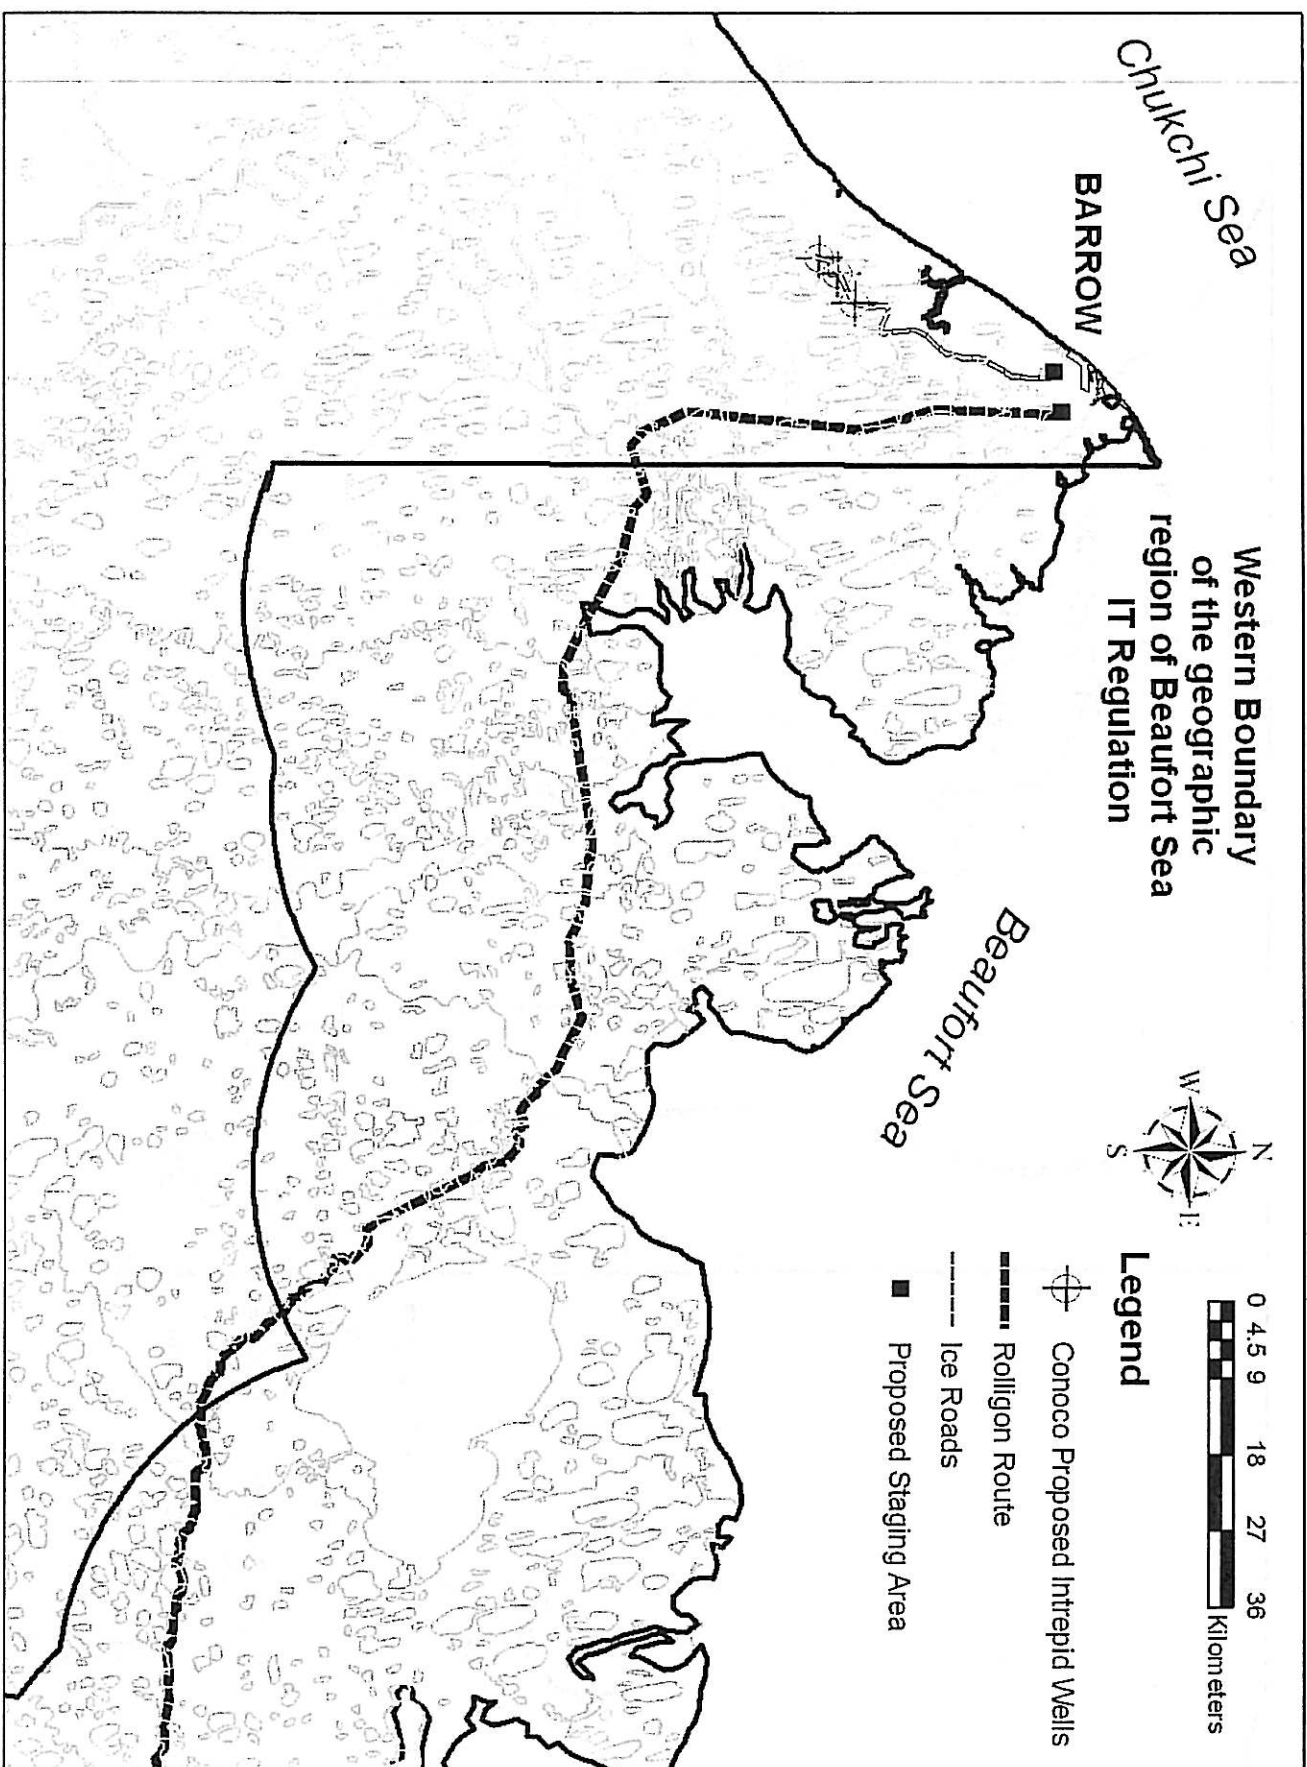 Chukchi Sea
BARROW
Western Boundary
of the geographic
region of Beaufort Sea
IT Regulation
Beaufort Sea
N
W
E
S
0 4.5 9 18 27 36
Kilometers
Legend
Conoco Proposed Intrepid Wells
Rolligon Route
Ice Roads
Proposed Staging Area